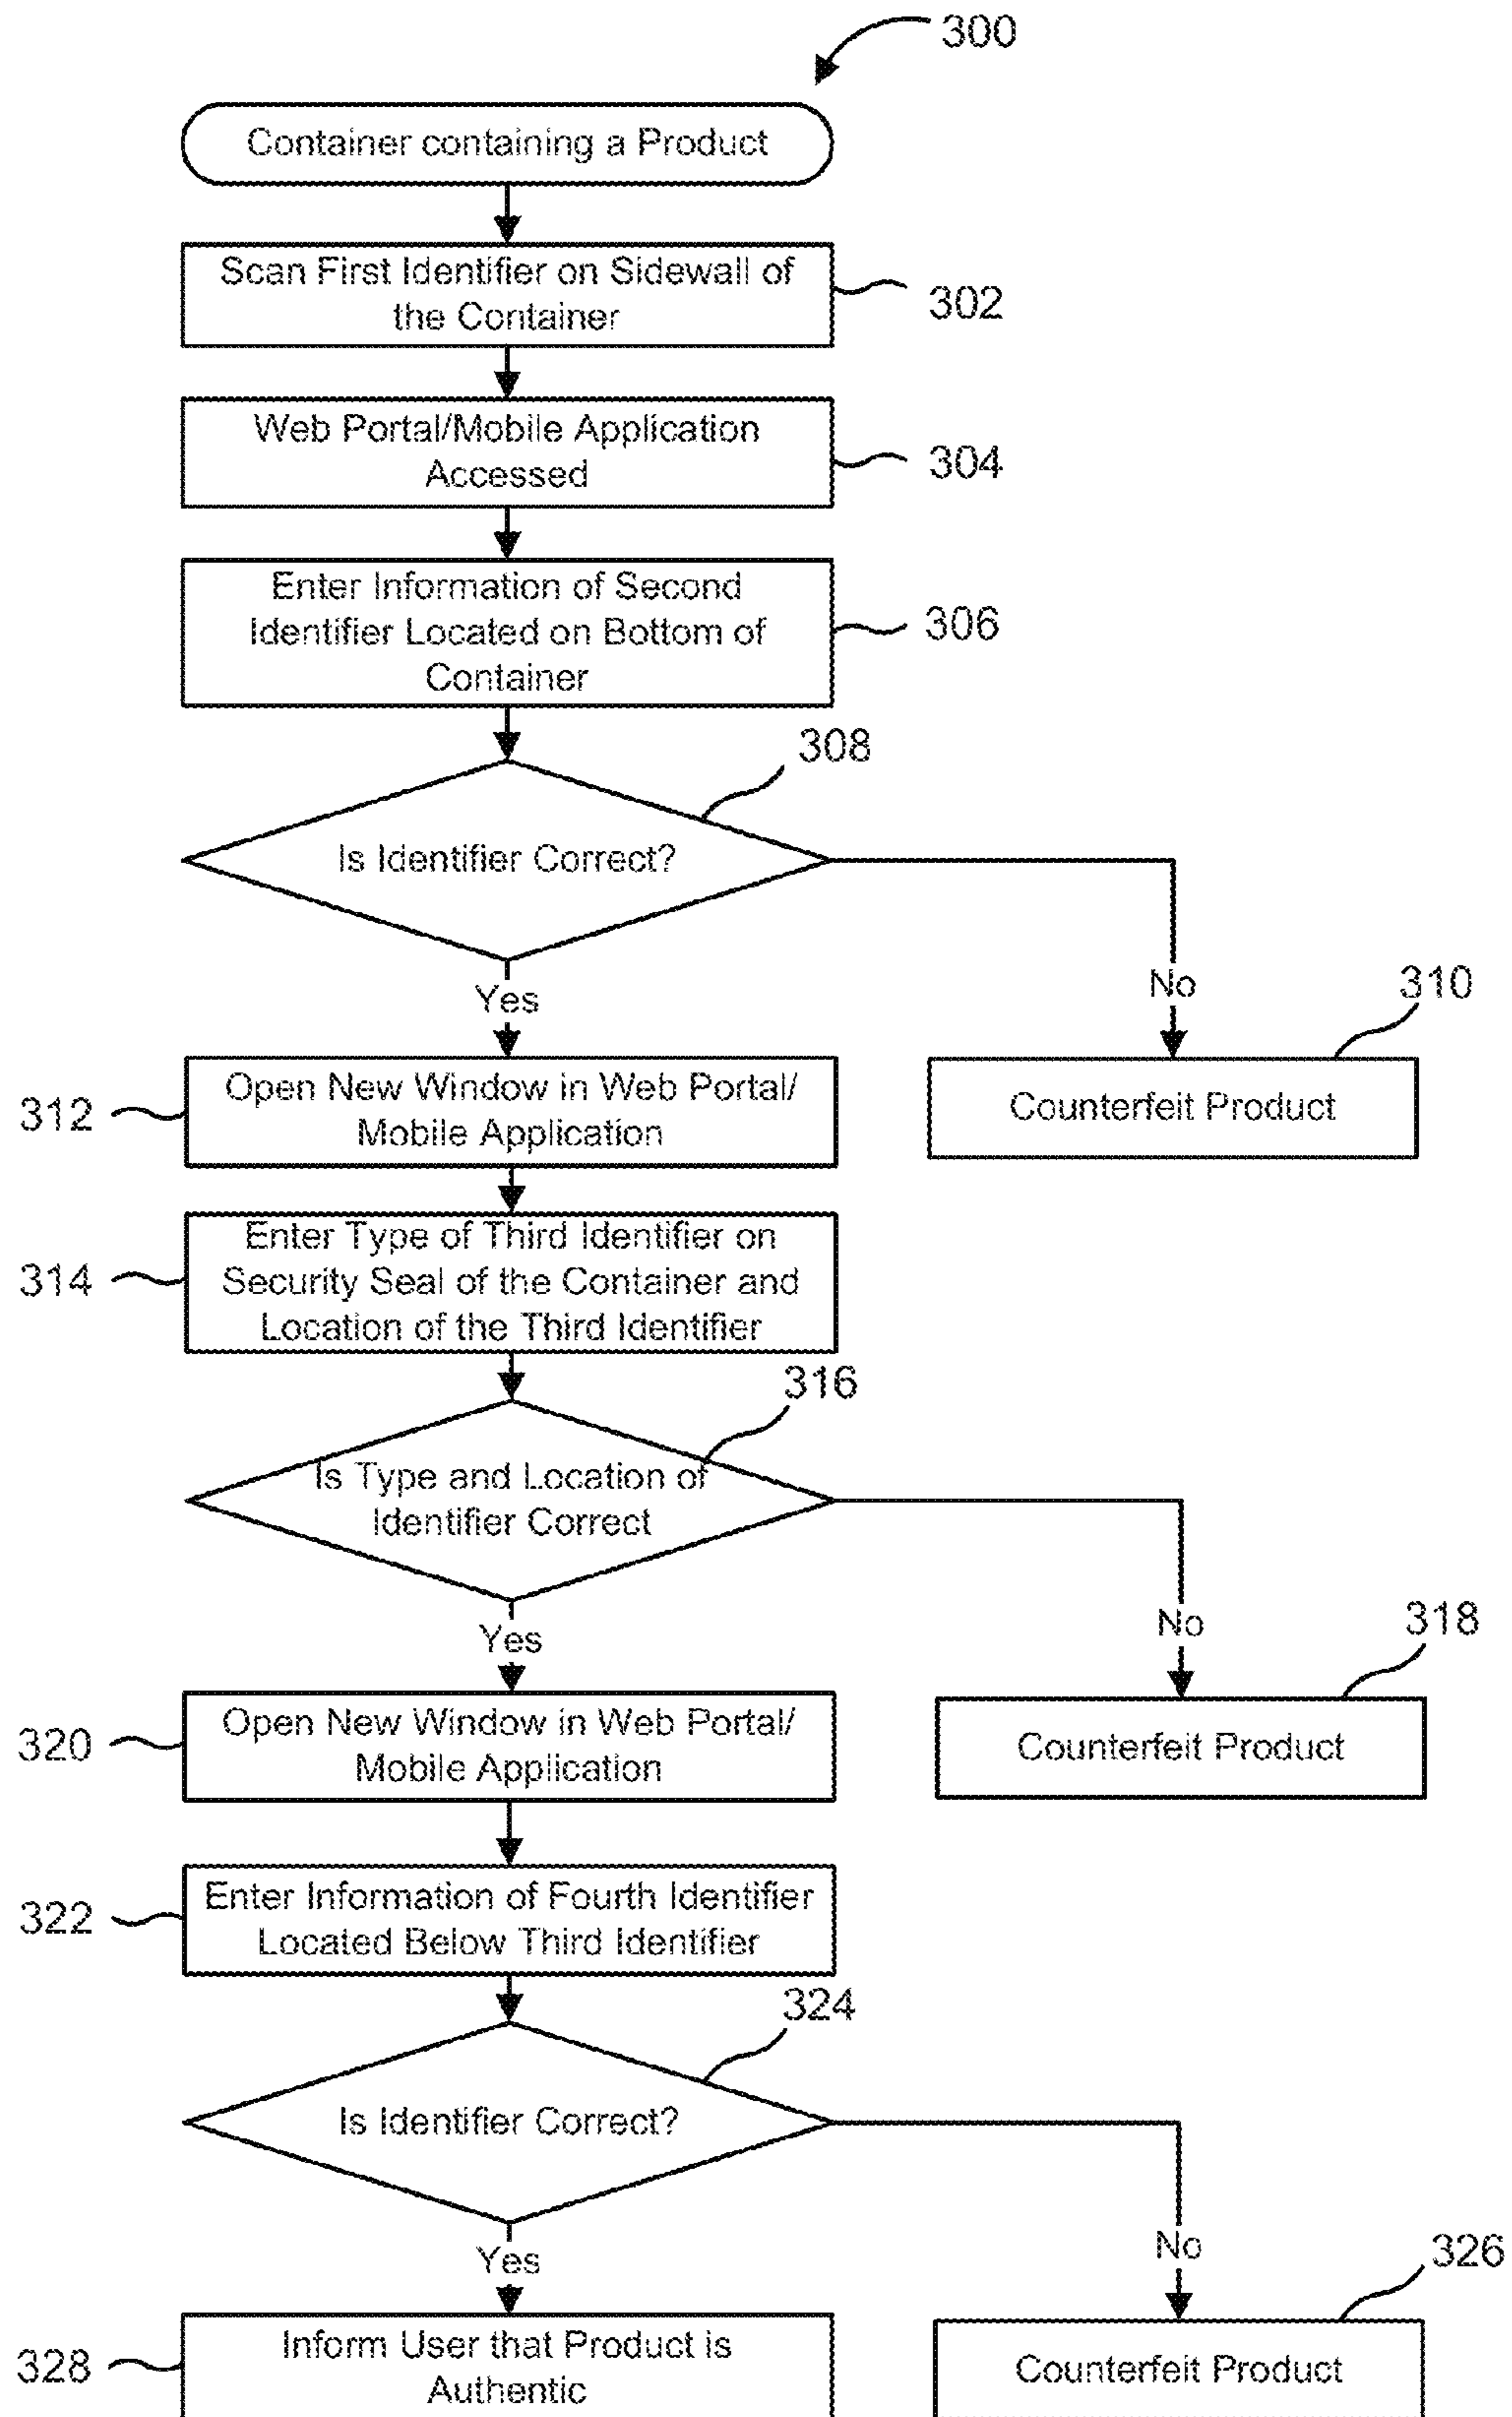 300
Container containing a Product
Scan First Identifier on Sidewall of
the Container
302
Web Portal/Mobile Application
Accessed
304
Enter Information of Second
Identifier Located on Bottom of
Container
306
308
Is Identifier Correct?
Yes
No
310
312
Open New Window in Web Portal/
Mobile Application
Counterfeit Product
314
Enter Type of Third Identifier on
Security Seal of the Container and
Location of the Third Identifier
316
Is Type and Location of
Identifier Correct
Yes
No
318
320
Open New Window in Web Portal/
Mobile Application
Counterfeit Product
322
Enter Information of Fourth Identifier
Located Below Third Identifier
324
Is Identifier Correct?
Yes
No
326
328
Inform User that Product is
Authentic
Counterfeit Product